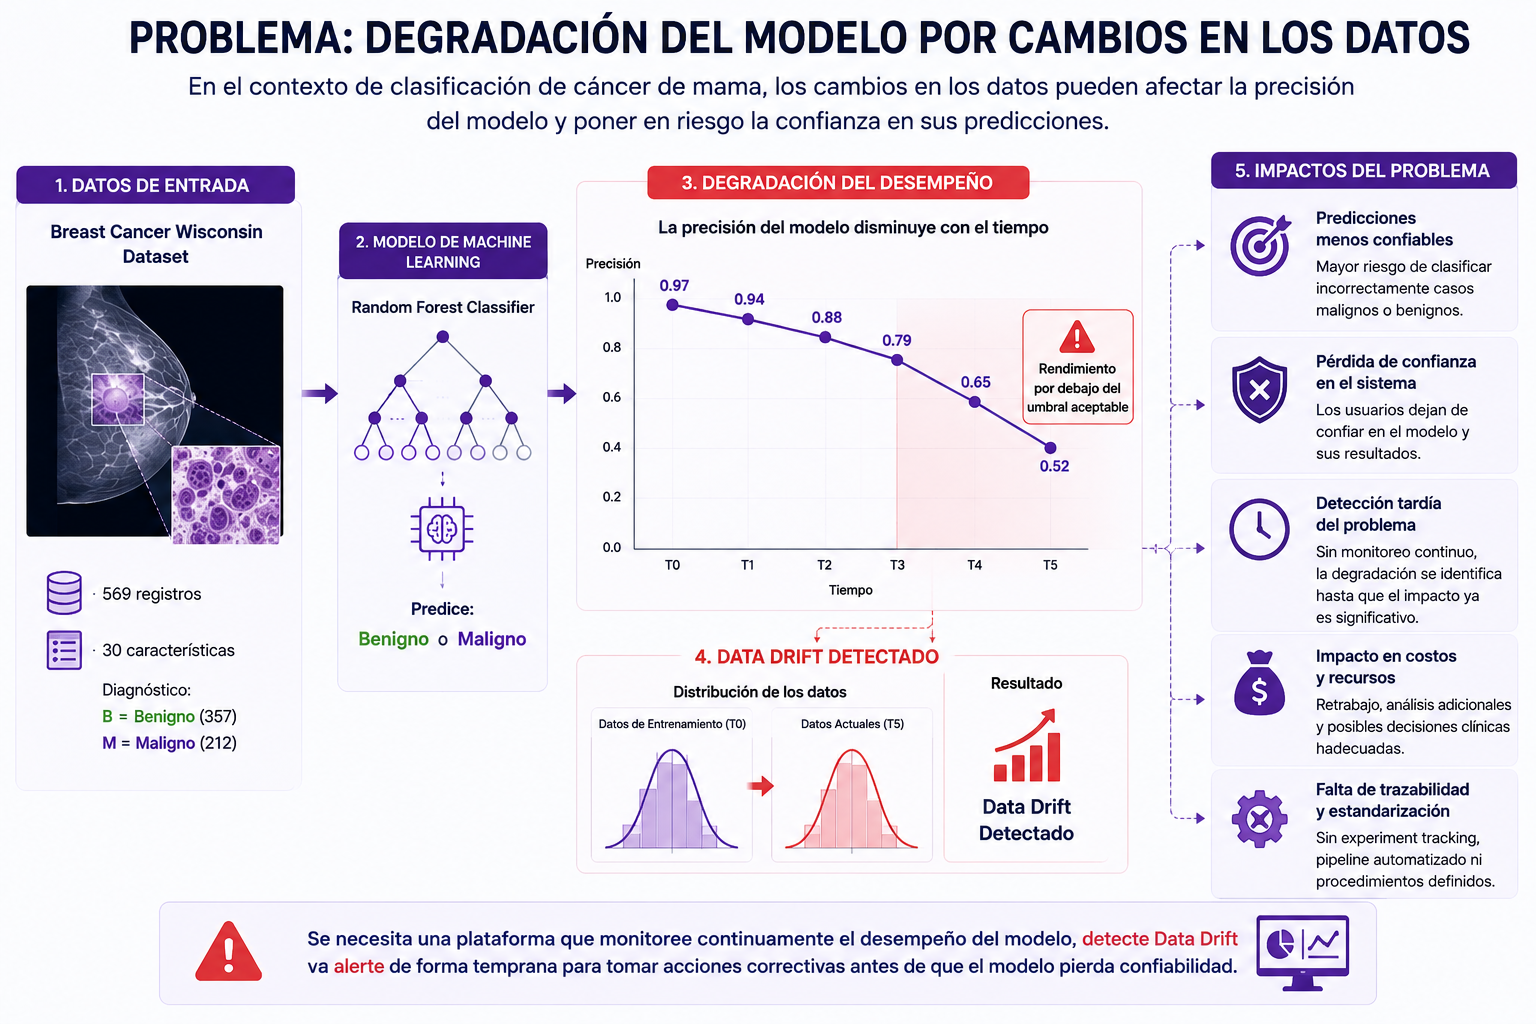 PROBLEMA: DEGRADACIÓN DEL MODELO POR CAMBIOS EN LOS DATOS
En el contexto de clasificación de cáncer de mama, los cambios en los datos pueden afectar la precisión
del modelo y poner en riesgo la confianza en sus predicciones.
1. DATOS DE ENTRADA
Breast Cancer Wisconsin
Dataset
· 569 registros
· 30 características
Diagnóstico:
B = Benigno (357)
M = Maligno (212)
2. MODELO DE MACHINE
LEARNING
Random Forest Classifier
Predice:
Benigno o Maligno
3. DEGRADACIÓN DEL DESEMPEÑO
La precisión del modelo disminuye con el tiempo
Precisión
1.0
0.8
0.6
0.4
0.2
0.0
0.97
0.94
0.88
0.79
0.65
0.52
T0
T1
T2
T3
T4
T5
Tiempo
Rendimiento
por debajo del
umbral aceptable
4. DATA DRIFT DETECTADO
Distribución de los datos
Datos de Entrenamiento (T0)
Datos Actuales (T5)
Resultado
Data Drift
Detectado
5. IMPACTOS DEL PROBLEMA
Predicciones
menos confiables
Mayor riesgo de clasificar
incorrectamente casos
malignos o benignos.
Pérdida de confianza
en el sistema
Los usuarios dejan de
confiar en el modelo y
sus resultados.
Detección tardía
del problema
Sin monitoreo continuo,
la degradación se identifica
hasta que el impacto ya
es significativo.
Impacto en costos
y recursos
Retrabajo, análisis adicionales
y posibles decisiones clínicas
hadecuadas.
Falta de trazabilidad
y estandarización
Sin experiment tracking,
pipeline automatizado ni
procedimientos definidos.
Se necesita una plataforma que monitoree continuamente el desempeño del modelo, detecte Data Drift
va alerte de forma temprana para tomar acciones correctivas antes de que el modelo pierda confiabilidad.